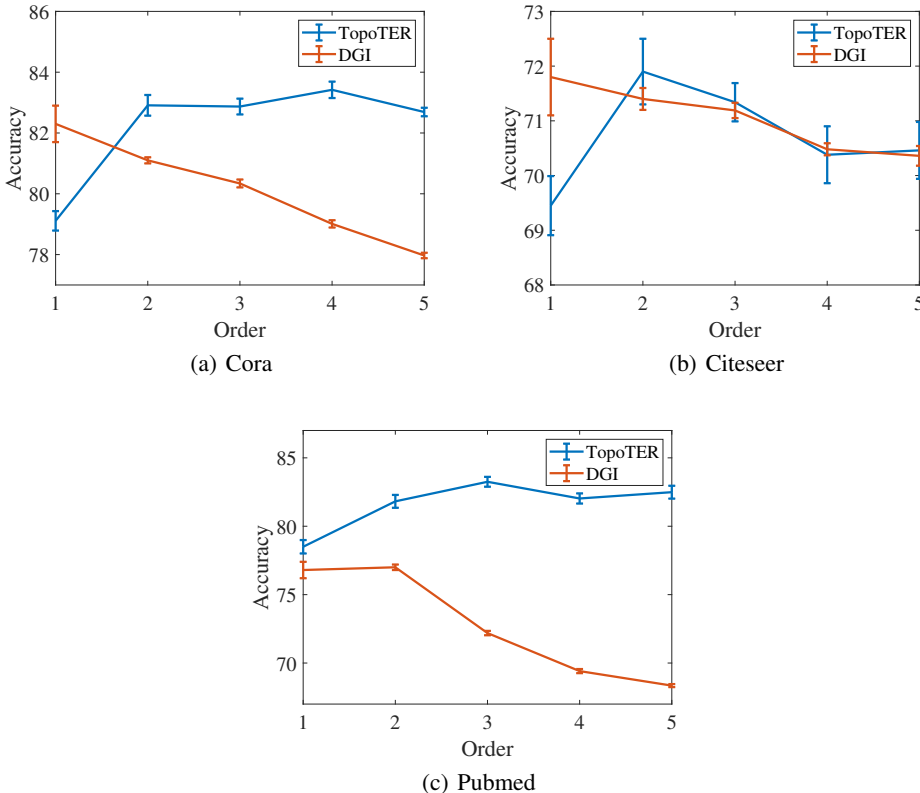 86
84
82
80
78
Accuracy
1 2 3 4 5
Order
TopoTER
DGI
(a) Cora
73
72
71
70
69
68
Accuracy
1 2 3 4 5
Order
TopoTER
DGI
(b) Citeseer
85
80
75
70
Accuracy
1 2 3 4 5
Order
TopoTER
DGI
(c) Pubmed